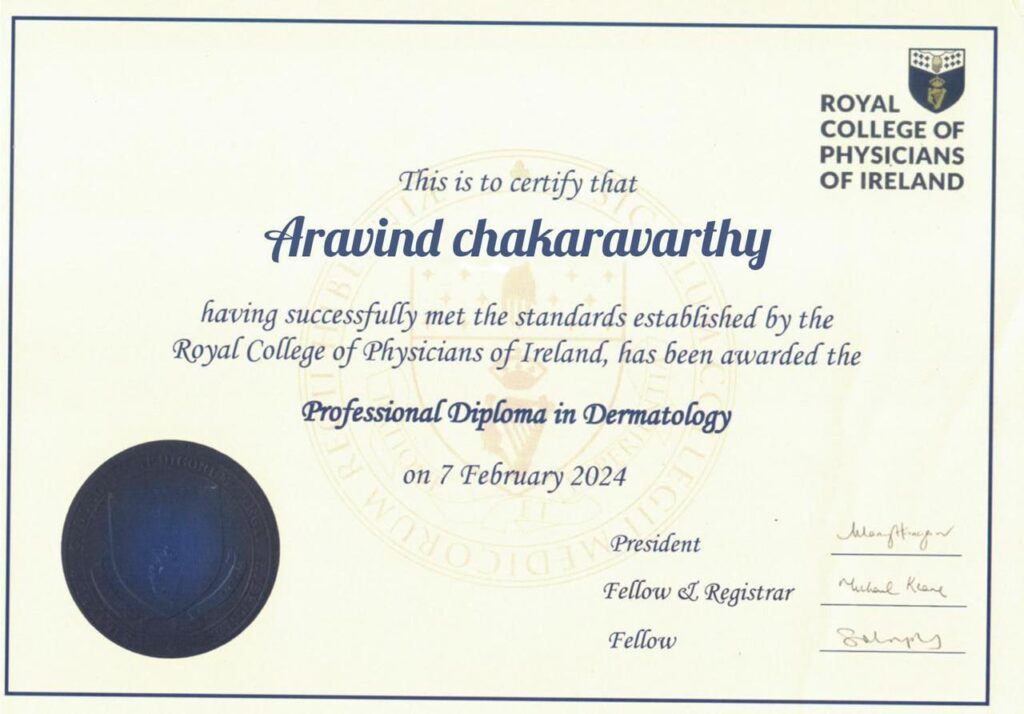 ROYAL
COLLEGE OF
PHYSICIANS
OF IRELAND
This is to certify that
Aravind chakaravarthy
having successfully met the standards established by the
Royal College of Physicians of Ireland, has been awarded the
Professional Diploma in Dermatology
on 7 February 2024
President
Fellow & Registrar
Michael Keane
Fellow